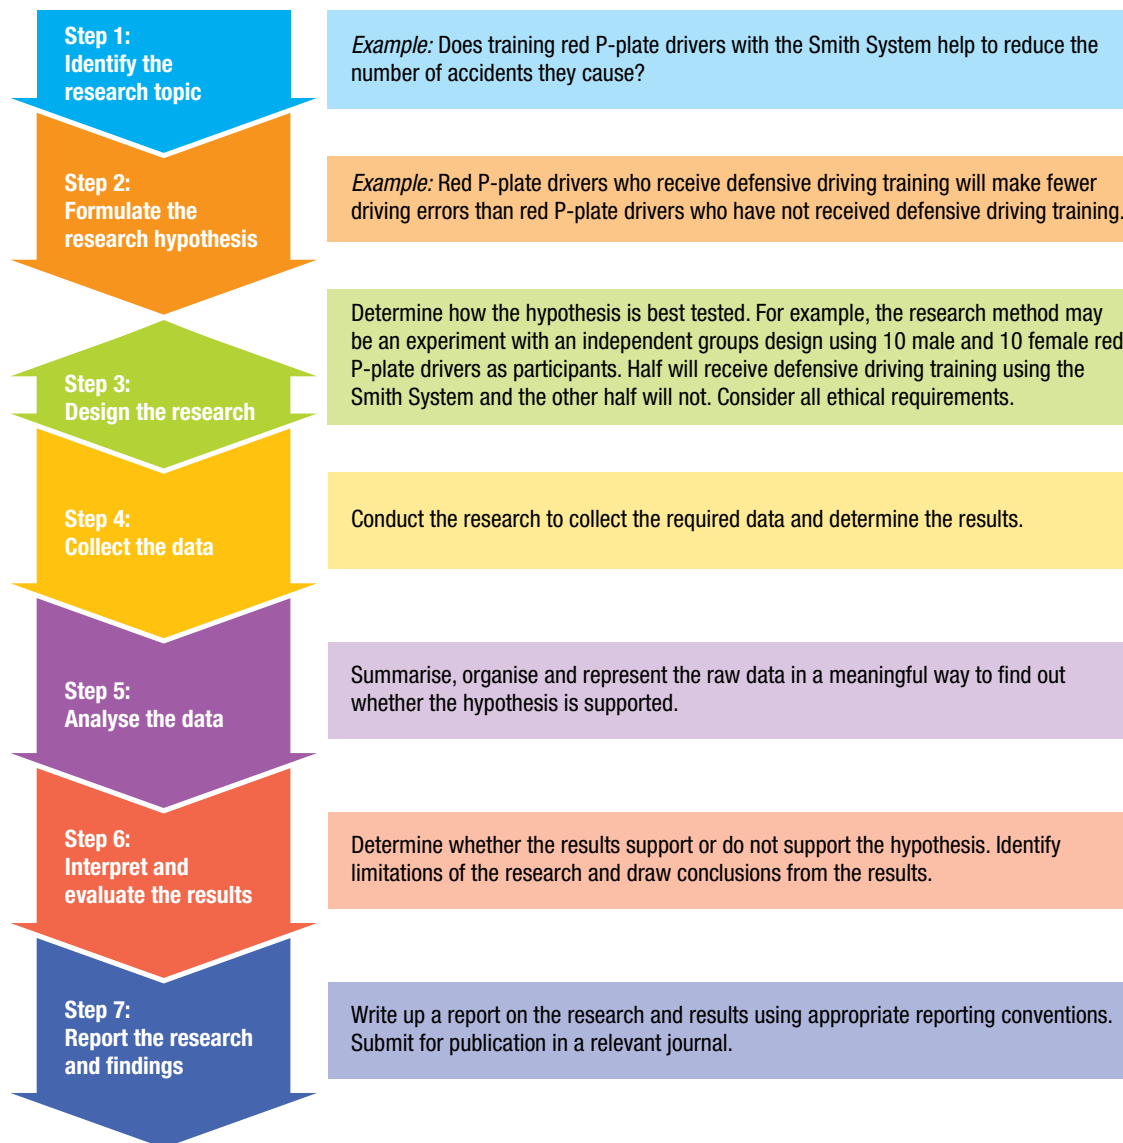 Step 1:
Identify the
research topic
Example: Does training red P-plate drivers with the Smith System help to reduce the
number of accidents they cause?
Step 2:
Formulate the
research hypothesis
Example: Red P-plate drivers who receive defensive driving training will make fewer
driving errors than red P-plate drivers who have not received defensive driving training.
Step 3:
Design the research
Determine how the hypothesis is best tested. For example, the research method may
be an experiment with an independent groups design using 10 male and 10 female red
P-plate drivers as participants. Half will receive defensive driving training using the
Smith System and the other half will not. Consider all ethical requirements.
Step 4:
Collect the data
Conduct the research to collect the required data and determine the results.
Step 5:
Analyse the data
Summarise, organise and represent the raw data in a meaningful way to find out
whether the hypothesis is supported.
Step 6:
Interpret and
evaluate the results
Determine whether the results support or do not support the hypothesis. Identify
limitations of the research and draw conclusions from the results.
Step 7:
Report the research
and findings
Write up a report on the research and results using appropriate reporting conventions.
Submit for publication in a relevant journal.